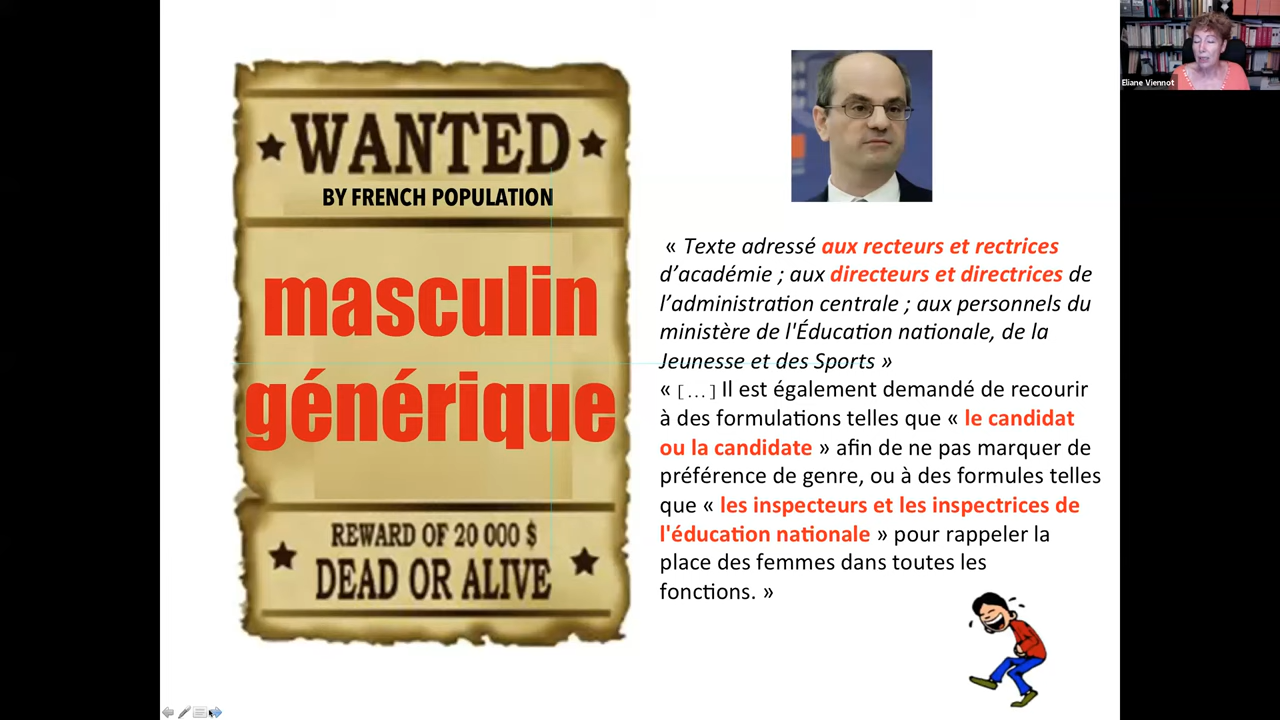 WANTED
BY FRENCH POPULATION
masculin
générique
REWARD OF 20 000 $
DEAD OR ALIVE
« Texte adressé aux recteurs et rectrices
d’académie ; aux directeurs et directrices de
l’administration centrale ; aux personnels du
ministère de l'Éducation nationale, de la
Jeunesse et des Sports »
« [...] Il est également demandé de recourir
à des formulations telles que « le candidat
ou la candidate » afin de ne pas marquer de
préférence de genre, ou à des formules telles
que « les inspecteurs et les inspectrices de
l'éducation nationale » pour rappeler la
place des femmes dans toutes les
fonctions. »
Eliane Viennot